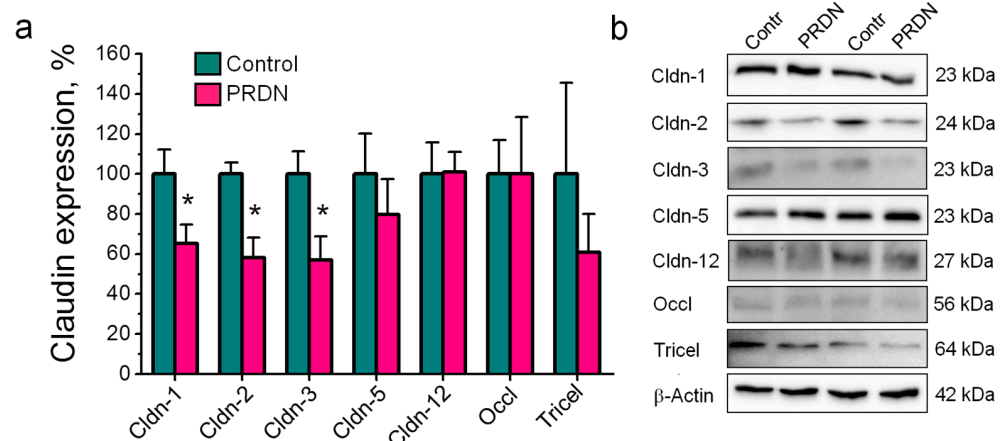 a
Claudin expression, %
160
140
120
100
80
60
40
20
0
Control
PRDN
*
*
*
Cldn-1
Cldn-2
Cldn-3
Cldn-5
Cldn-12
Occl
Tricel
b
Contr PRDN Contr PRDN
Cldn-1 23 kDa
Cldn-2 24 kDa
Cldn-3 23 kDa
Cldn-5 23 kDa
Cldn-12 27 kDa
Occl 56 kDa
Tricel 64 kDa
β-Actin 42 kDa